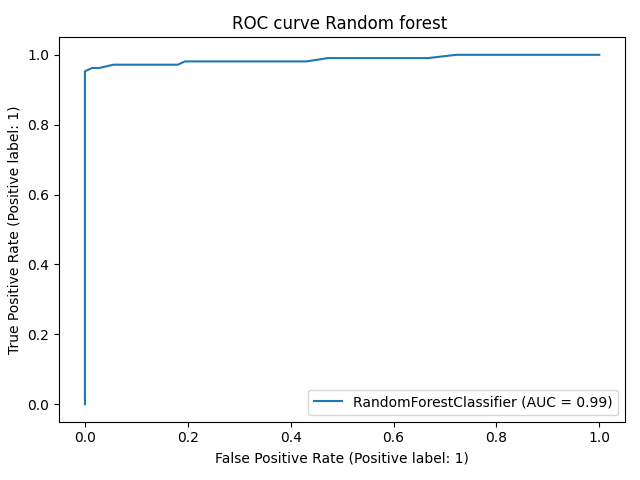 ROC curve Random forest
True Positive Rate (Positive label: 1)
1.0
0.8
0.6
0.4
0.2
0.0
RandomForestClassifier (AUC = 0.99)
0.0 0.2 0.4 0.6 0.8 1.0
False Positive Rate (Positive label: 1)